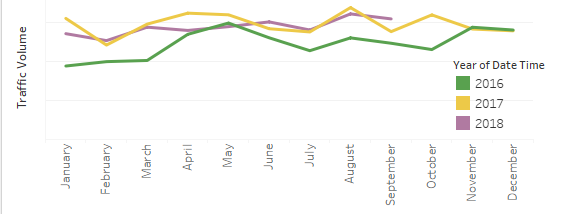 Traffic Volume
Year of Date Time
2016
2017
2018
January
February
March
April
May
June
July
August
September
October
November
December